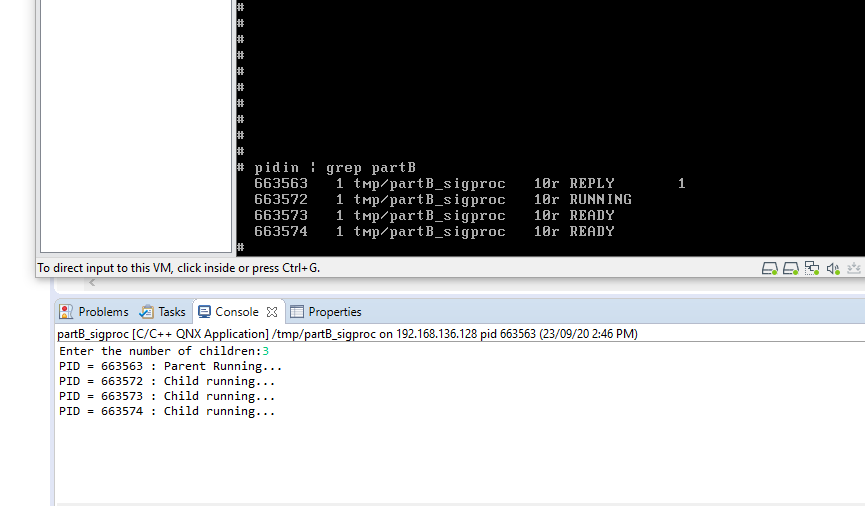 #
#
#
#
#
#
#
#
#
#
# pidin | grep partB
663563 1 tmp/partB_sigproc 10r REPLY 1
663572 1 tmp/partB_sigproc 10r RUNNING
663573 1 tmp/partB_sigproc 10r READY
663574 1 tmp/partB_sigproc 10r READY
#
To direct input to this VM, click inside or press Ctrl+G.
Problems Tasks Console Properties
partB_sigproc [C/C++ QNX Application] /tmp/partB_sigproc on 192.168.136.128 pid 663563 (23/09/20 2:46 PM)
Enter the number of children:3
PID = 663563 : Parent Running...
PID = 663572 : Child running...
PID = 663573 : Child running...
PID = 663574 : Child running...